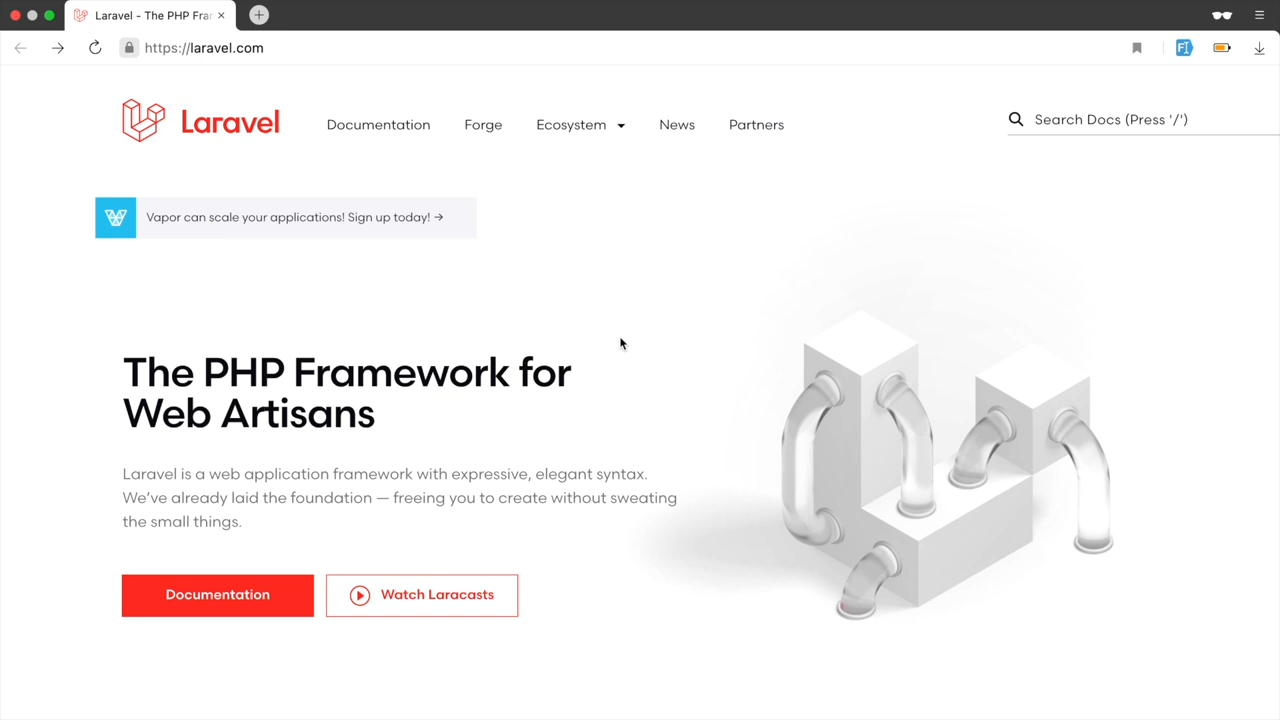 Laravel - The PHP Fra
https://laravel.com
Laravel
Documentation
Forge
Ecosystem
News
Partners
Search Docs (Press '/')
Vapor can scale your applications! Sign up today! →
The PHP Framework for
Web Artisans
Laravel is a web application framework with expressive, elegant syntax.
We've already laid the foundation — freeing you to create without sweating
the small things.
Documentation
Watch Laracasts